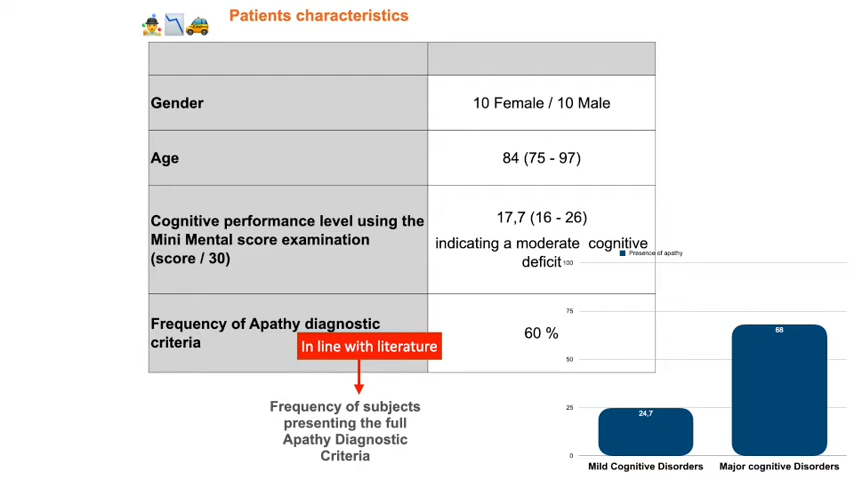 Patients characteristics
Gender
10 Female / 10 Male
Age
84 (75 - 97)
Cognitive performance level using the
Mini Mental score examination
(score / 30)
17,7 (16 - 26)
indicating a moderate cognitive
deficit
Frequency of Apathy diagnostic
criteria
60 %
In line with literature
Frequency of subjects
presenting the full
Apathy Diagnostic
Criteria
Presence of apathy
100
75
50
25
0
24,7
68
Mild Cognitive Disorders
Major cognitive Disorders